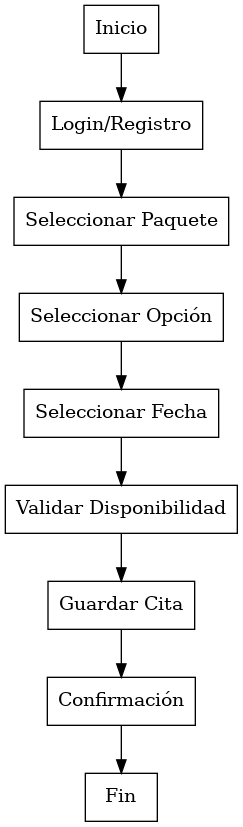 Inicio
Login/Registro
Seleccionar Paquete
Seleccionar Opción
Seleccionar Fecha
Validar Disponibilidad
Guardar Cita
Confirmación
Fin